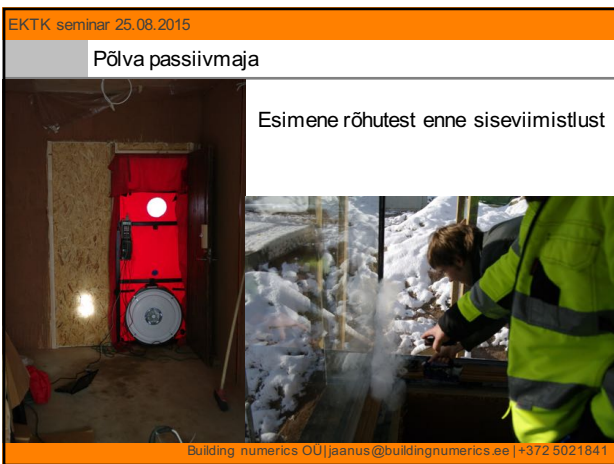 EKTK seminar 25.08.2015
Põlva passiivmaja
Esimene rõhutest enne siseviimistlust
Building numerics OÜ|jaanus@buildingnumerics.ee|+372 5021841